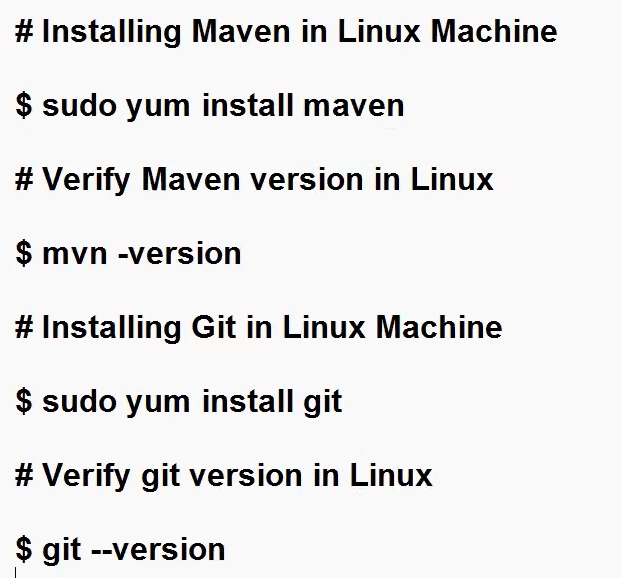 # Installing Maven in Linux Machine
$ sudo yum install maven
# Verify Maven version in Linux
$ mvn -version
# Installing Git in Linux Machine
$ sudo yum install git
# Verify git version in Linux
$ git --version